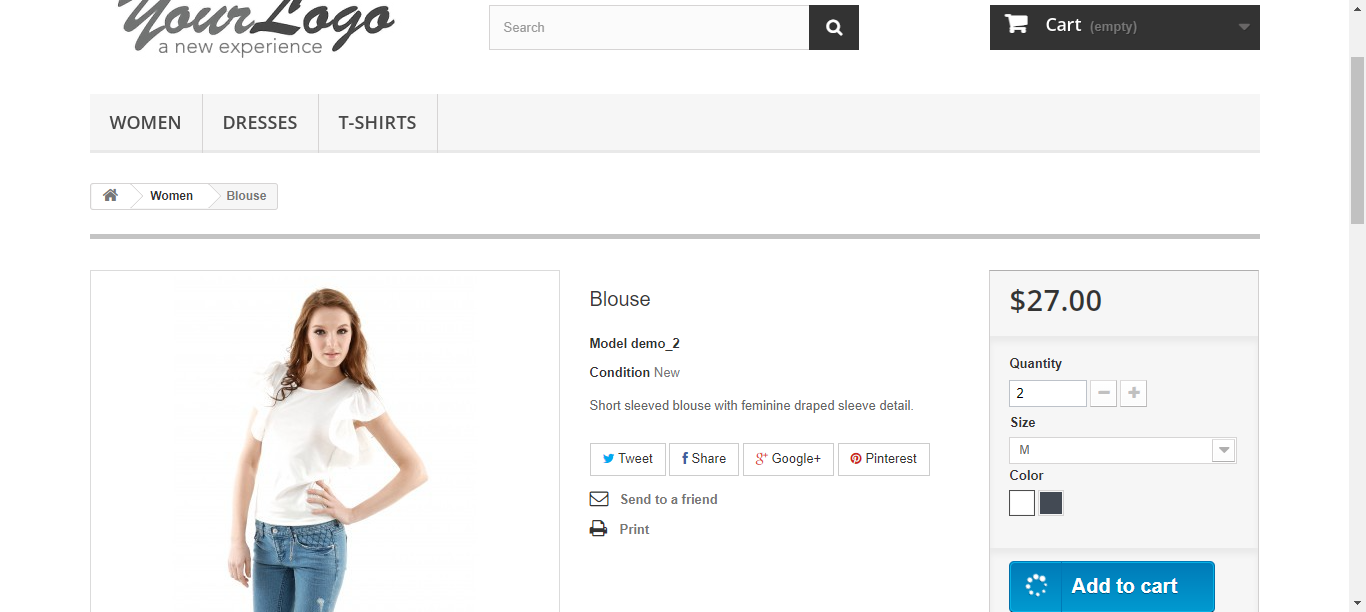 YourLogo
a new experience
Search
Cart (empty)
WOMEN DRESSES T-SHIRTS
Women Blouse
Blouse
Model demo_2
Condition New
Short sleeved blouse with feminine draped sleeve detail.
Tweet Share Google+ Pinterest
Send to a friend
Print
$27.00
Quantity
2
Size
M
Color
Add to cart